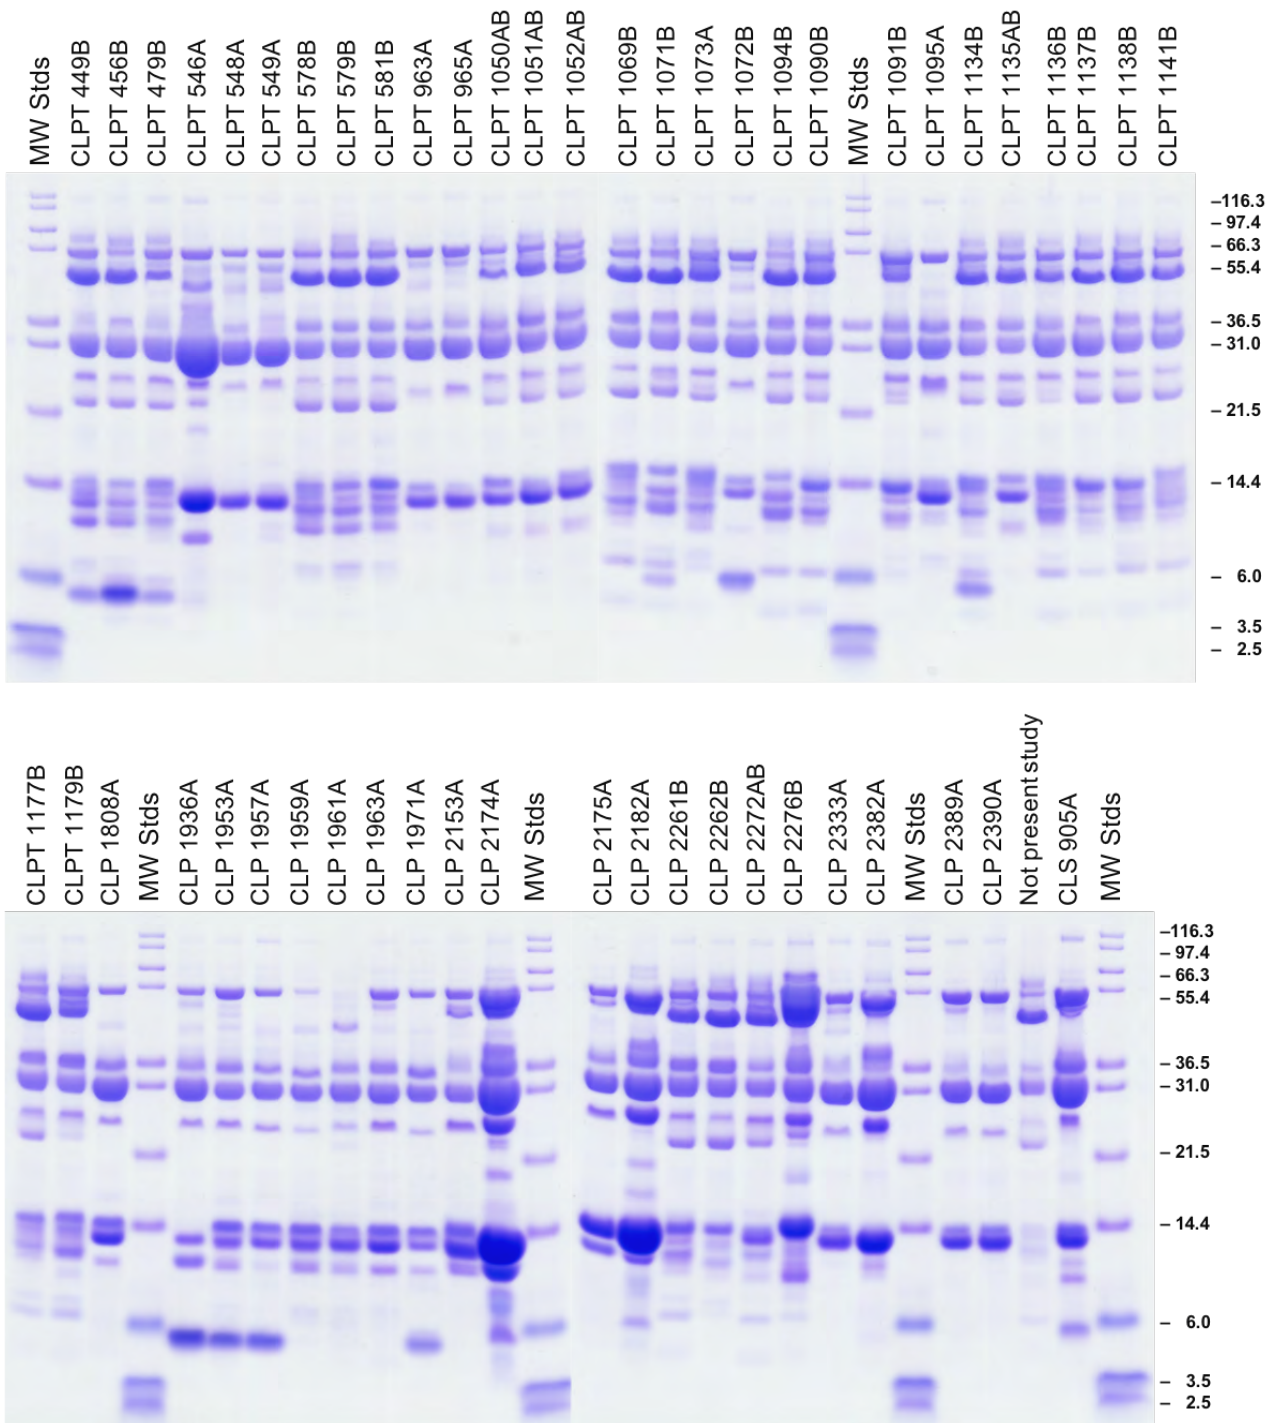 MW Stds
CLPT 449B
CLPT 456B
CLPT 479B
CLPT 546A
CLPT 548A
CLPT 549A
CLPT 578B
CLPT 579B
CLPT 581B
CLPT 963A
CLPT 965A
CLPT 1050AB
CLPT 1051AB
CLPT 1052AB
CLPT 1069B
CLPT 1071B
CLPT 1073A
CLPT 1072B
CLPT 1094B
CLPT 1090B
MW Stds
CLPT 1091B
CLPT 1095A
CLPT 1134B
CLPT 1135AB
CLPT 1136B
CLPT 1137B
CLPT 1138B
CLPT 1141B
–116.3
– 97.4
– 66.3
– 55.4
– 36.5
– 31.0
– 21.5
– 14.4
– 6.0
– 3.5
– 2.5
CLPT 1177B
CLPT 1179B
CLP 1808A
MW Stds
CLP 1936A
CLP 1953A
CLP 1957A
CLP 1959A
CLP 1961A
CLP 1963A
CLP 1971A
CLP 2153A
CLP 2174A
MW Stds
CLP 2175A
CLP 2182A
CLP 2261B
CLP 2262B
CLP 2272AB
CLP 2276B
CLP 2333A
CLP 2382A
MW Stds
CLP 2389A
CLP 2390A
Not present study
CLS 905A
MW Stds
–116.3
– 97.4
– 66.3
– 55.4
– 36.5
– 31.0
– 21.5
– 14.4
– 6.0
– 3.5
– 2.5